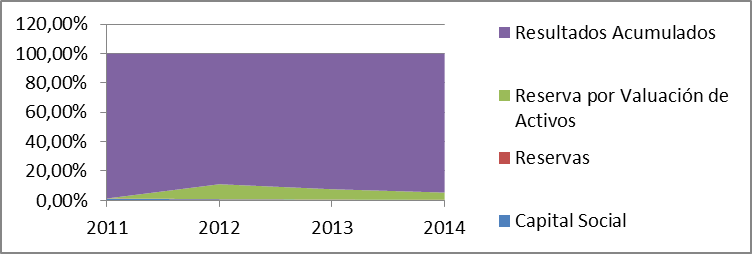 120,00%
100,00%
80,00%
60,00%
40,00%
20,00%
0,00%
2011 2012 2013 2014
Resultados Acumulados
Reserva por Valuación de
Activos
Reservas
Capital Social